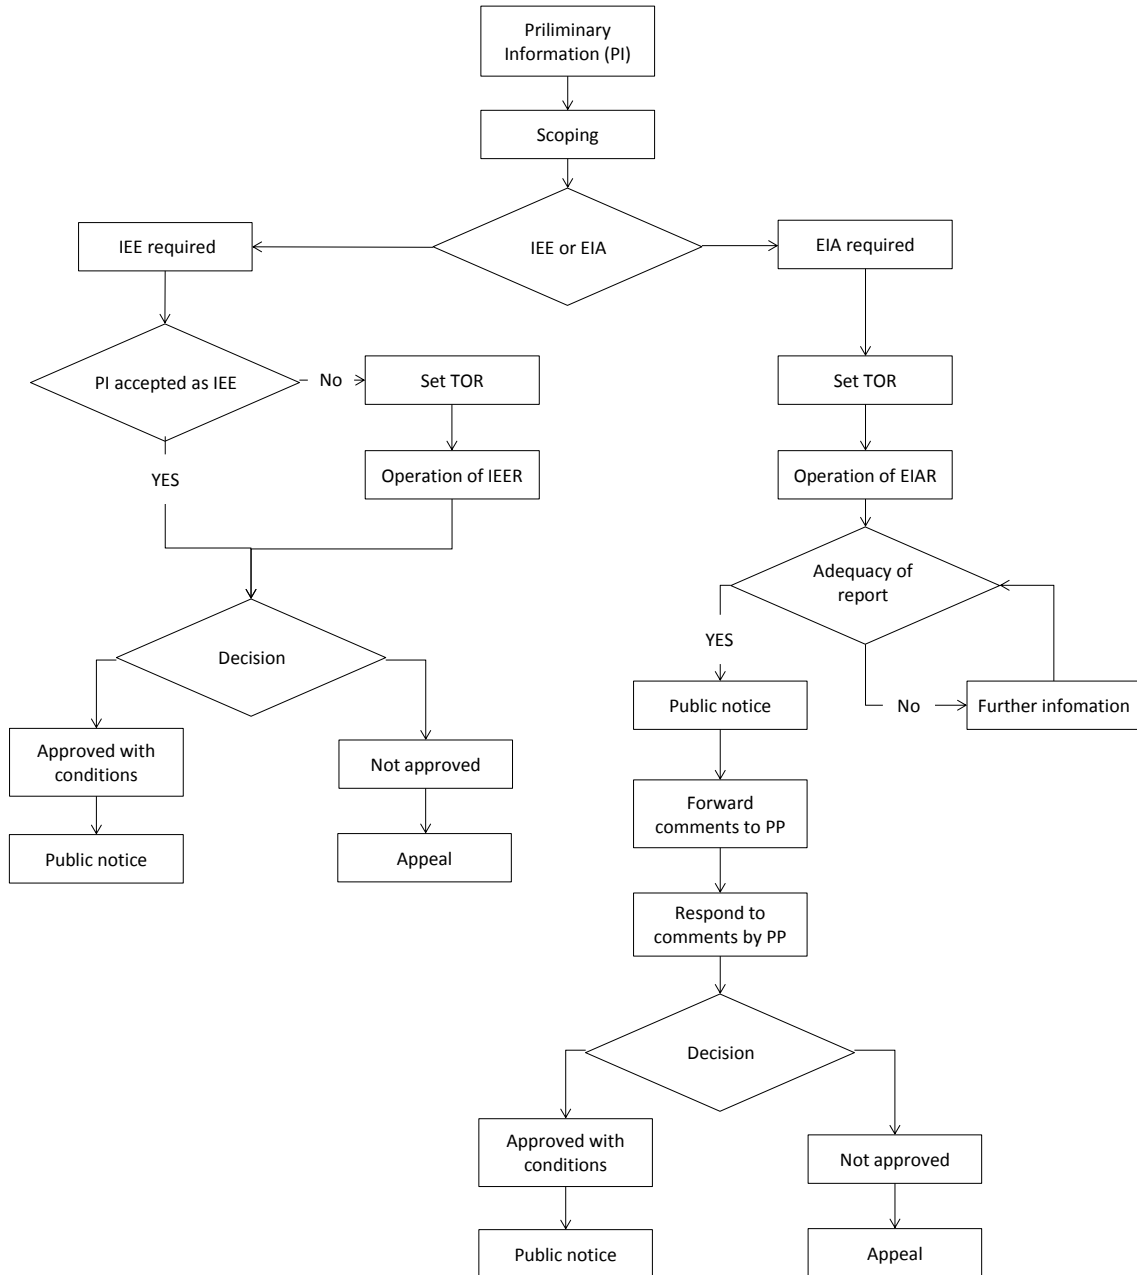 Priliminary
Information (PI)
Scoping
IEE or EIA
IEE required
EIA required
PI accepted as IEE
No
Set TOR
Set TOR
YES
Operation of IEER
Operation of EIAR
Adequacy of
report
YES
Decision
Public notice
No
Further infomation
Approved with
conditions
Not approved
Forward
comments to PP
Public notice
Appeal
Respond to
comments by PP
Decision
Approved with
conditions
Not approved
Public notice
Appeal